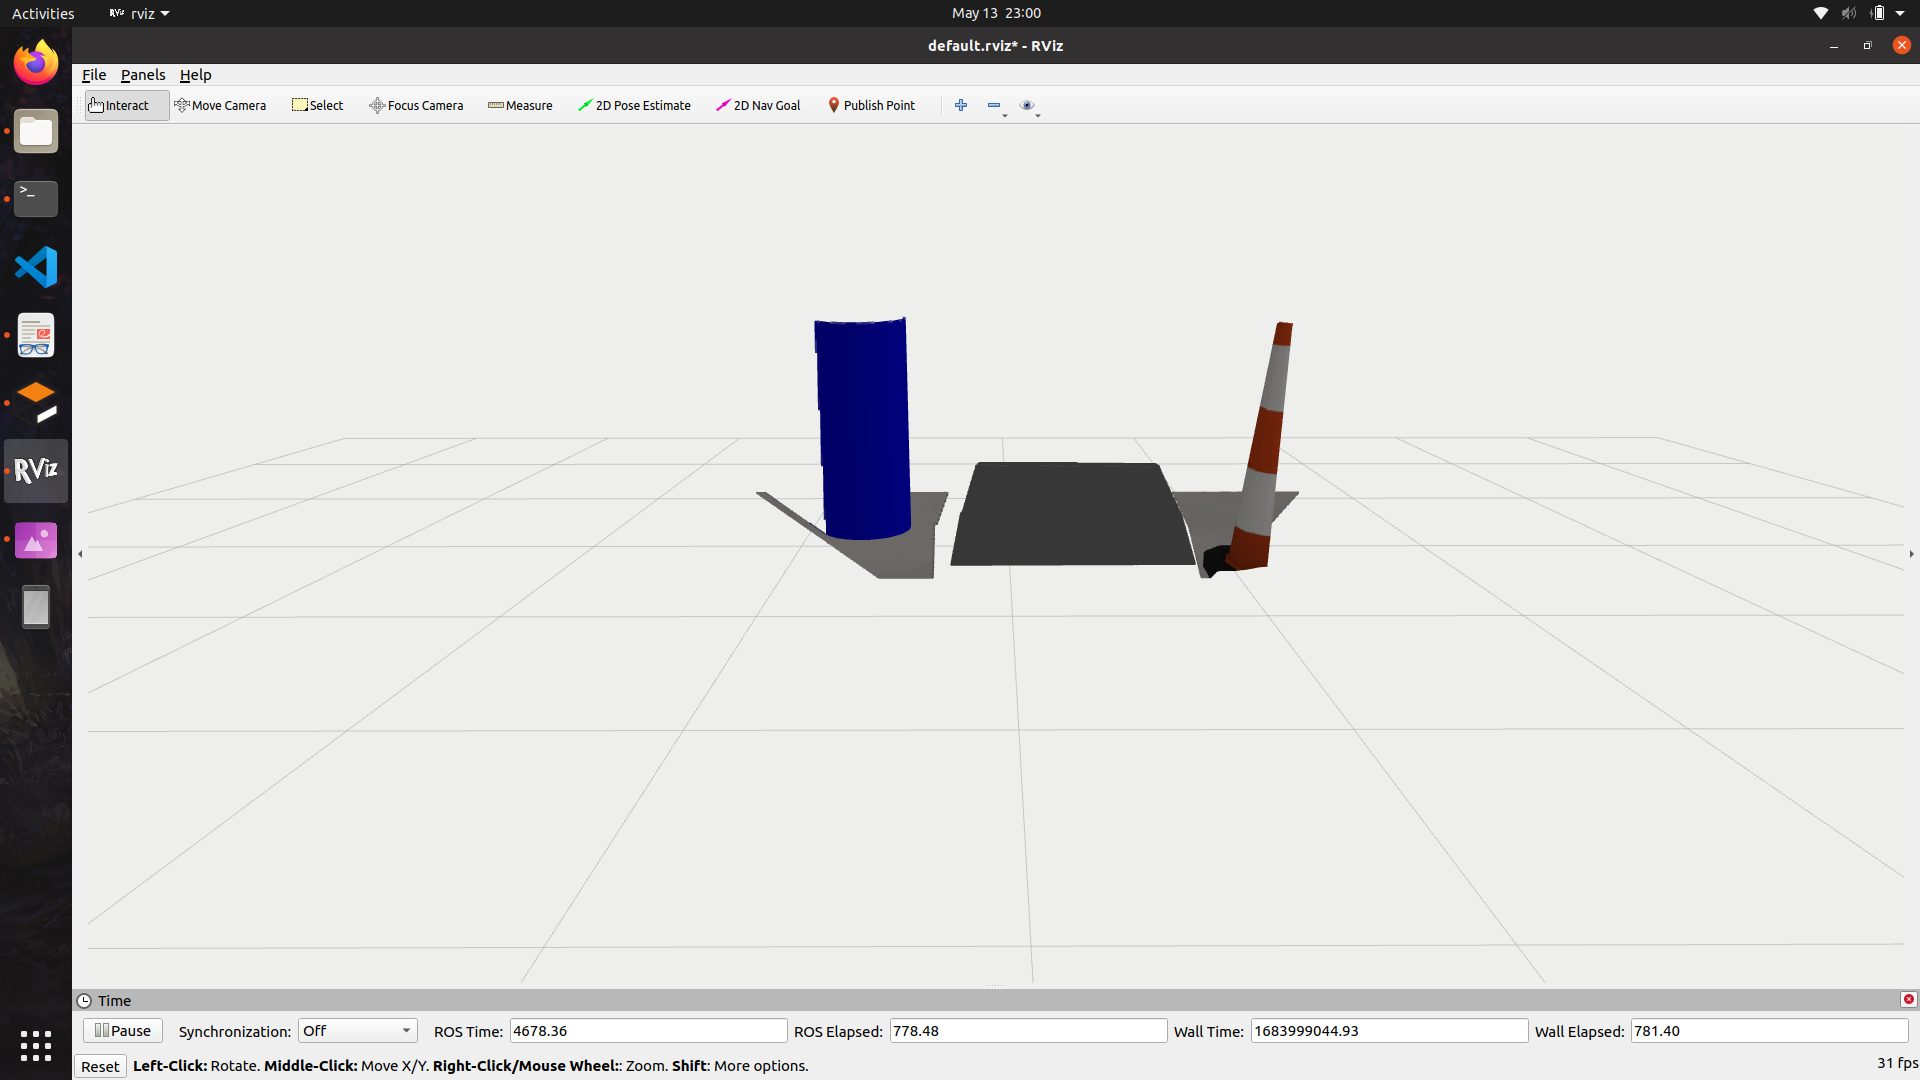 Activities RViz rviz May 13 23:00
default.rviz* - RViz
File Panels Help
Interact Move Camera Select Focus Camera Measure 2D Pose Estimate 2D Nav Goal Publish Point
>_
RViz
Time
Pause Synchronization: Off ROS Time: 4678.36 ROS Elapsed: 778.48 Wall Time: 1683999044.93 Wall Elapsed: 781.40
Reset Left-Click: Rotate. Middle-Click: Move X/Y. Right-Click/Mouse Wheel:: Zoom. Shift: More options. 31 fps